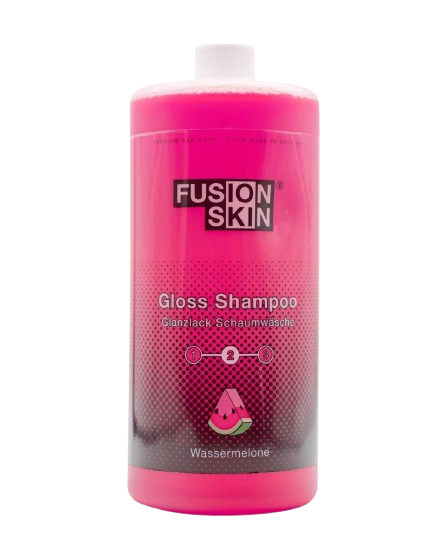 FUSION®
SKIN
Gloss Shampoo
Glanzlack Schaumwäsche
1 2 3
Wassermelone